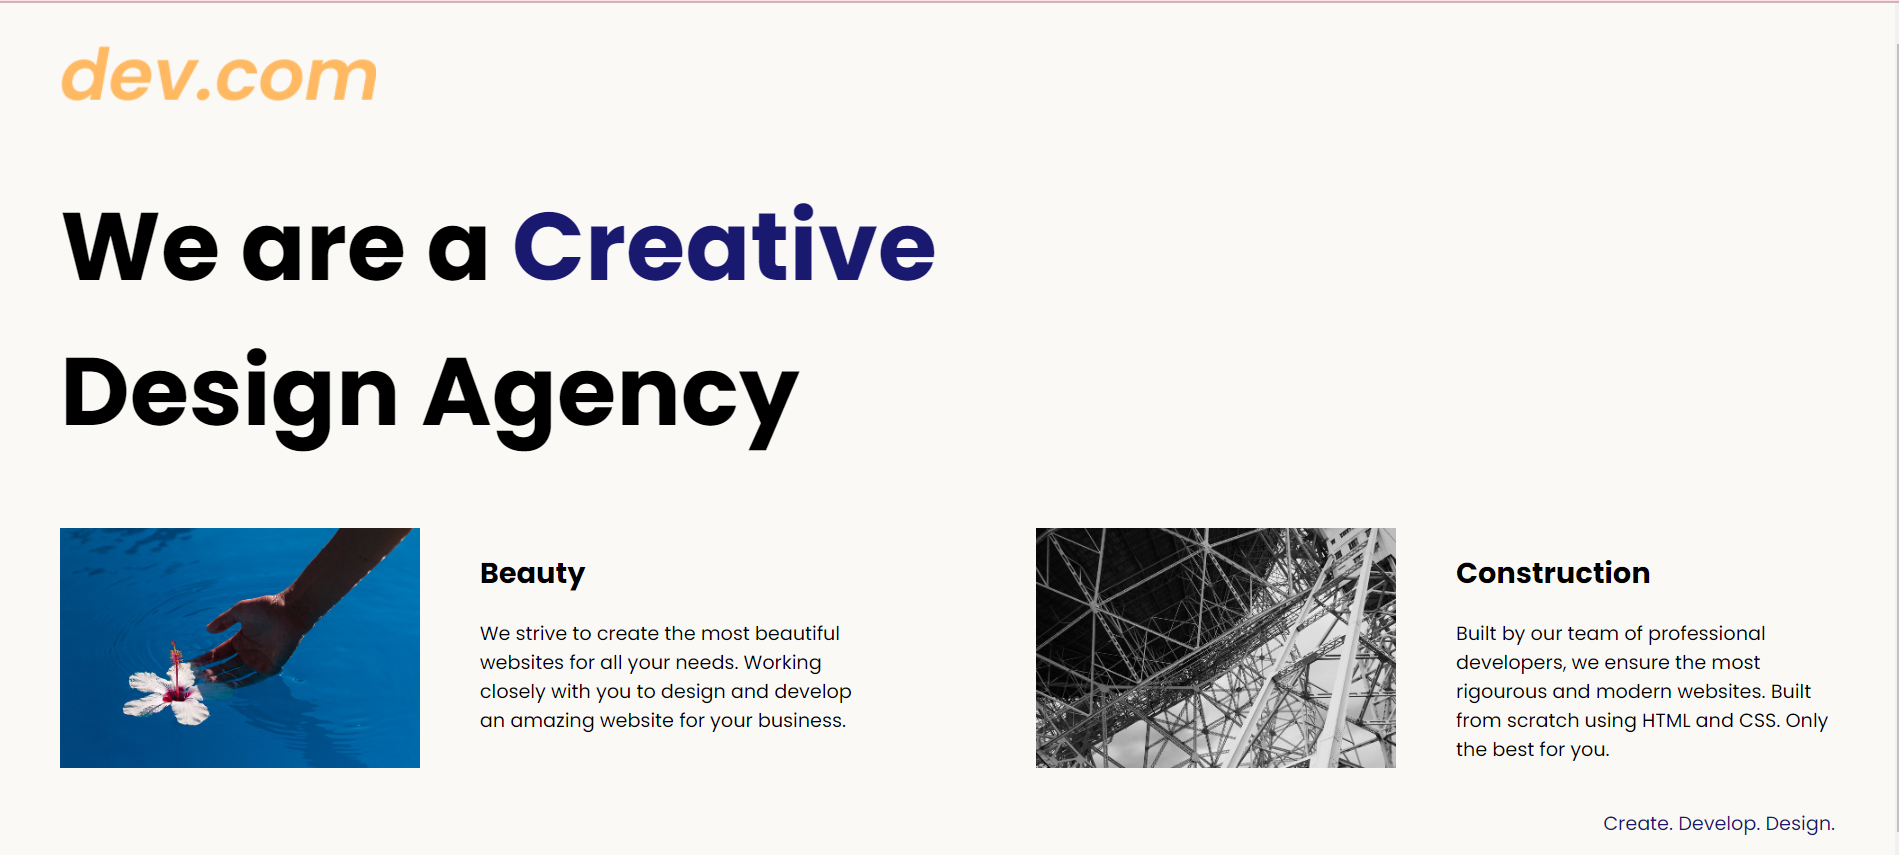 dev.com
We are a Creative
Design Agency
Beauty
We strive to create the most beautiful
websites for all your needs. Working
closely with you to design and develop
an amazing website for your business.
Construction
Built by our team of professional
developers, we ensure the most
rigourous and modern websites. Built
from scratch using HTML and CSS. Only
the best for you.
Create. Develop. Design.